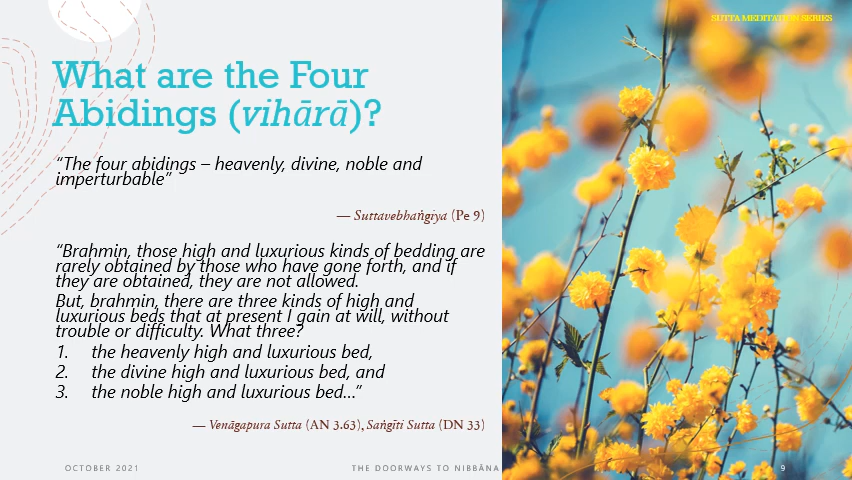 SUTTA MEDITATION SERIES
What are the Four
Abidings (vihārā)?
“The four abidings – heavenly, divine, noble and
imperturbable”
— Suttavebhaṅgiya (Pe 9)
“Brahmin, those high and luxurious kinds of bedding are
rarely obtained by those who have gone forth, and if
they are obtained, they are not allowed.
But, brahmin, there are three kinds of high and
luxurious beds that at present I gain at will, without
trouble or difficulty. What three?
1. the heavenly high and luxurious bed,
2. the divine high and luxurious bed, and
3. the noble high and luxurious bed…”
— Venāgapura Sutta (AN 3.63), Saṅgīti Sutta (DN 33)
OCTOBER 2021
THE DOORWAYS TO NIBBĀNA
9